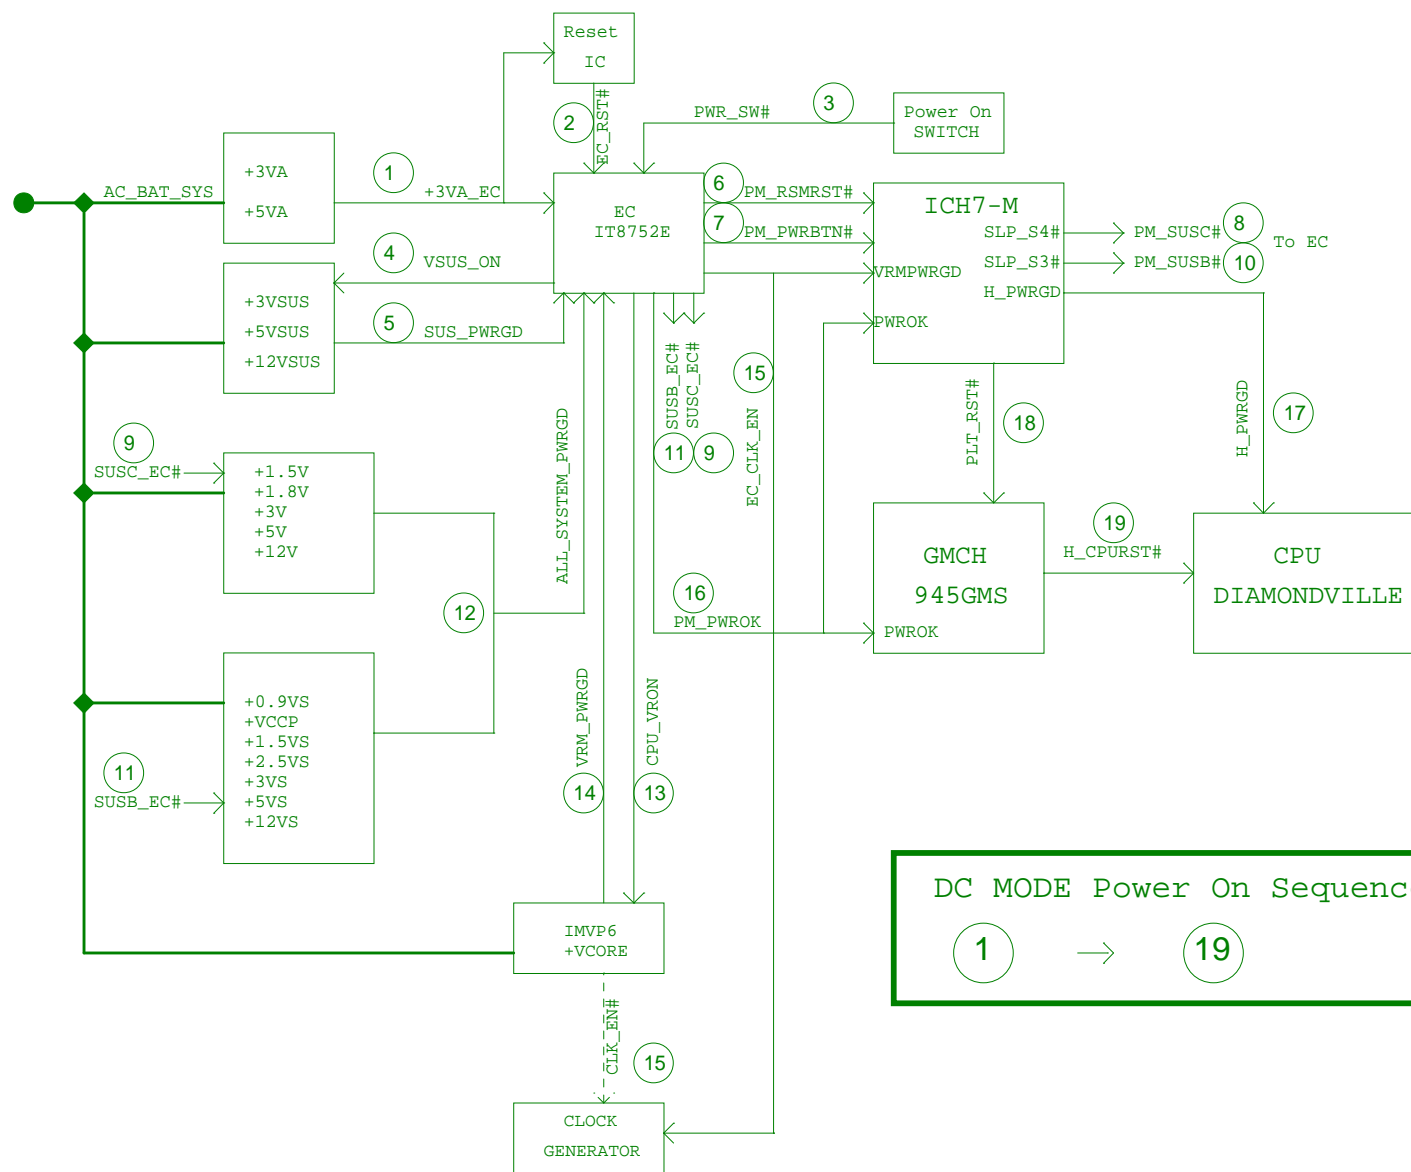 Reset
IC
2
EC_RST#
PWR_SW#
3
Power On
SWITCH
AC_BAT_SYS
+3VA
+5VA
1
+3VA_EC
EC
IT8752E
6
PM_RSMRST#
7
PM_PWRBTN#
ICH7-M
SLP_S4#
SLP_S3#
H_PWRGD
VRMPWRGD
PWROK
PM_SUSC#
8
PM_SUSB#
10
To EC
4
VSUS_ON
+3VSUS
+5VSUS
+12VSUS
5
SUS_PWRGD
SUSB_EC#
SUSC_EC#
11
9
15
EC_CLK_EN
PLT_RST#
18
H_PWRGD
17
9
SUSC_EC#
+1.5V
+1.8V
+3V
+5V
+12V
ALL_SYSTEM_PWRGD
12
16
PM_PWROK
GMCH
945GMS
PWROK
19
H_CPURST#
CPU
DIAMONDVILLE
+0.9VS
+VCCP
+1.5VS
+2.5VS
+3VS
+5VS
+12VS
11
SUSB_EC#
VRM_PWRGD
14
CPU_VRON
13
IMVP6
+VCORE
CLK_EN#
15
CLOCK
GENERATOR
DC MODE Power On Sequenc
1
19